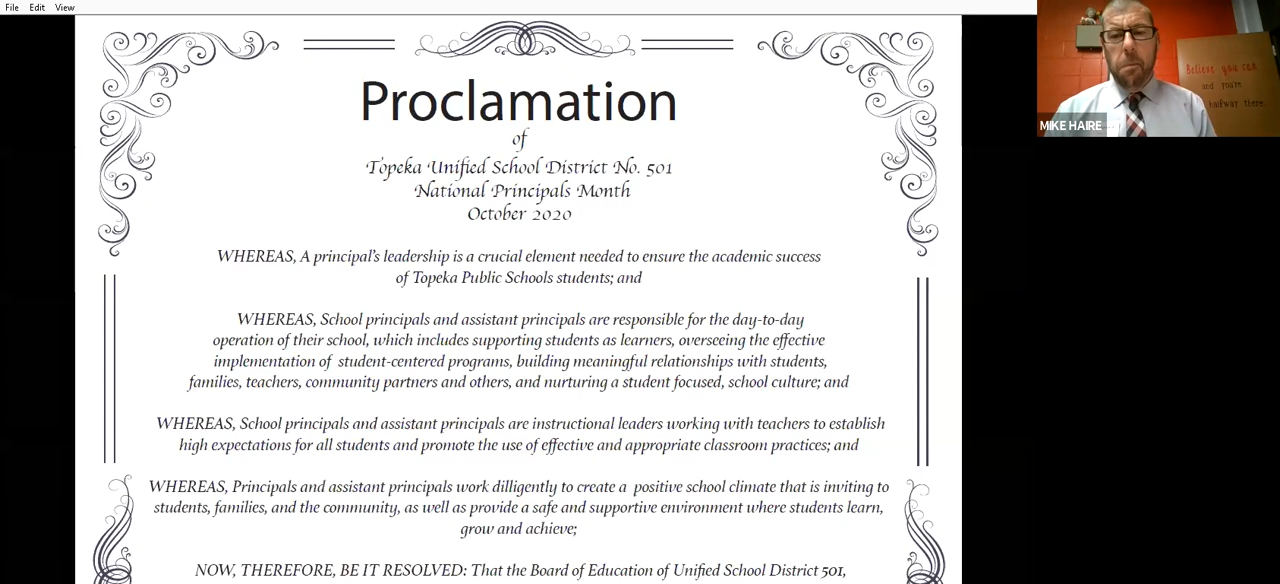 File Edit View
Proclamation
of
Topeka Unified School District No. 501
National Principals Month
October 2020
WHEREAS, A principal's leadership is a crucial element needed to ensure the academic success
of Topeka Public Schools students; and
WHEREAS, School principals and assistant principals are responsible for the day-to-day
operation of their school, which includes supporting students as learners, overseeing the effective
implementation of student-centered programs, building meaningful relationships with students,
families, teachers, community partners and others, and nurturing a student focused, school culture; and
WHEREAS, School principals and assistant principals are instructional leaders working with teachers to establish
high expectations for all students and promote the use of effective and appropriate classroom practices; and
WHEREAS, Principals and assistant principals work dilligently to create a positive school climate that is inviting to
students, families, and the community, as well as provide a safe and supportive environment where students learn,
grow and achieve;
NOW, THEREFORE, BE IT RESOLVED: That the Board of Education of Unified School District 501,
Believe you can
and you're
halfway there.
MIKE HAIRE